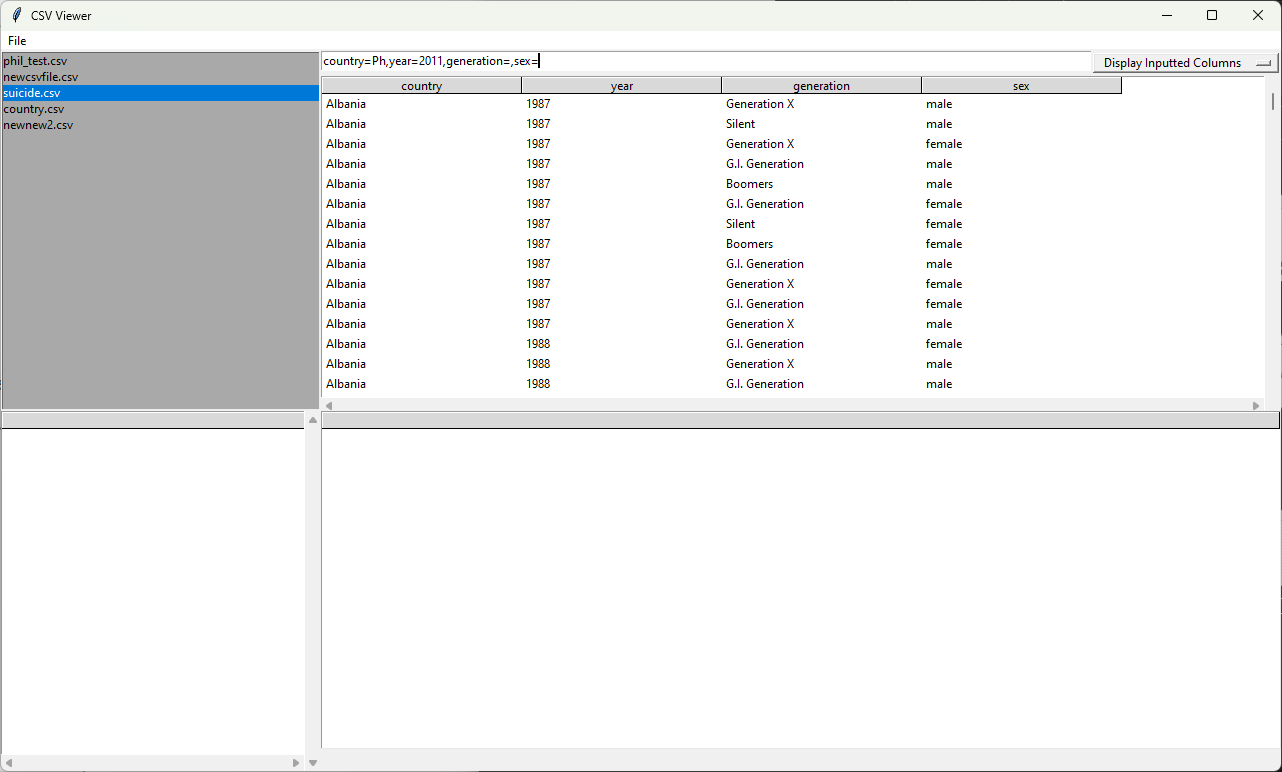 CSV Viewer
File
phil_test.csv
newcsvfile.csv
suicide.csv
country.csv
newnew2.csv
country=Ph,year=2011,generation=,sex=
Display Inputted Columns
country year generation sex
Albania 1987 Generation X male
Albania 1987 Silent male
Albania 1987 Generation X female
Albania 1987 G.I. Generation male
Albania 1987 Boomers male
Albania 1987 G.I. Generation female
Albania 1987 Silent female
Albania 1987 Boomers female
Albania 1987 G.I. Generation male
Albania 1987 Generation X female
Albania 1987 G.I. Generation female
Albania 1987 Generation X male
Albania 1988 G.I. Generation female
Albania 1988 Generation X male
Albania 1988 G.I. Generation male